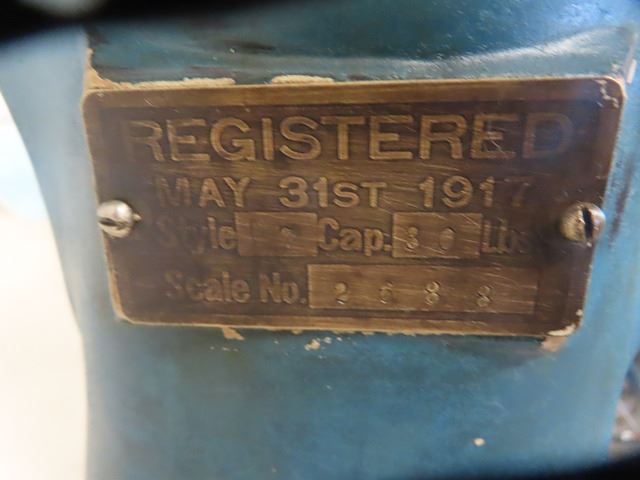 REGISTERED
MAY 31ST 1917
Style Cap. 30 Lbs
Scale No. 2688